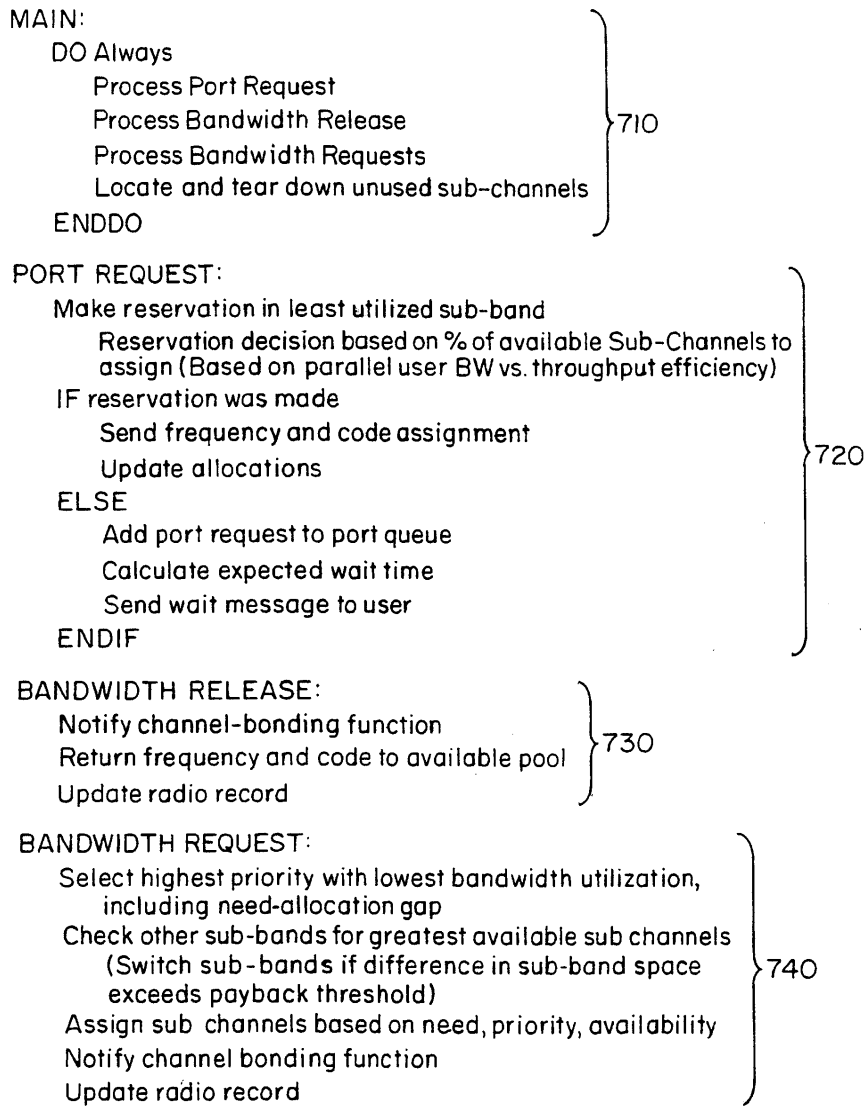 MAIN:
DO Always
Process Port Request
Process Bandwidth Release
Process Bandwidth Requests
Locate and tear down unused sub-channels
ENDDO
710
PORT REQUEST:
Make reservation in least utilized sub-band
Reservation decision based on % of available Sub-Channels to
assign (Based on parallel user BW vs. throughput efficiency)
IF reservation was made
Send frequency and code assignment
Update allocations
ELSE
Add port request to port queue
Calculate expected wait time
Send wait message to user
ENDIF
720
BANDWIDTH RELEASE:
Notify channel-bonding function
Return frequency and code to available pool
Update radio record
730
BANDWIDTH REQUEST:
Select highest priority with lowest bandwidth utilization,
including need-allocation gap
Check other sub-bands for greatest available sub channels
(Switch sub-bands if difference in sub-band space
exceeds payback threshold)
Assign sub channels based on need, priority, availability
Notify channel bonding function
Update radio record
740